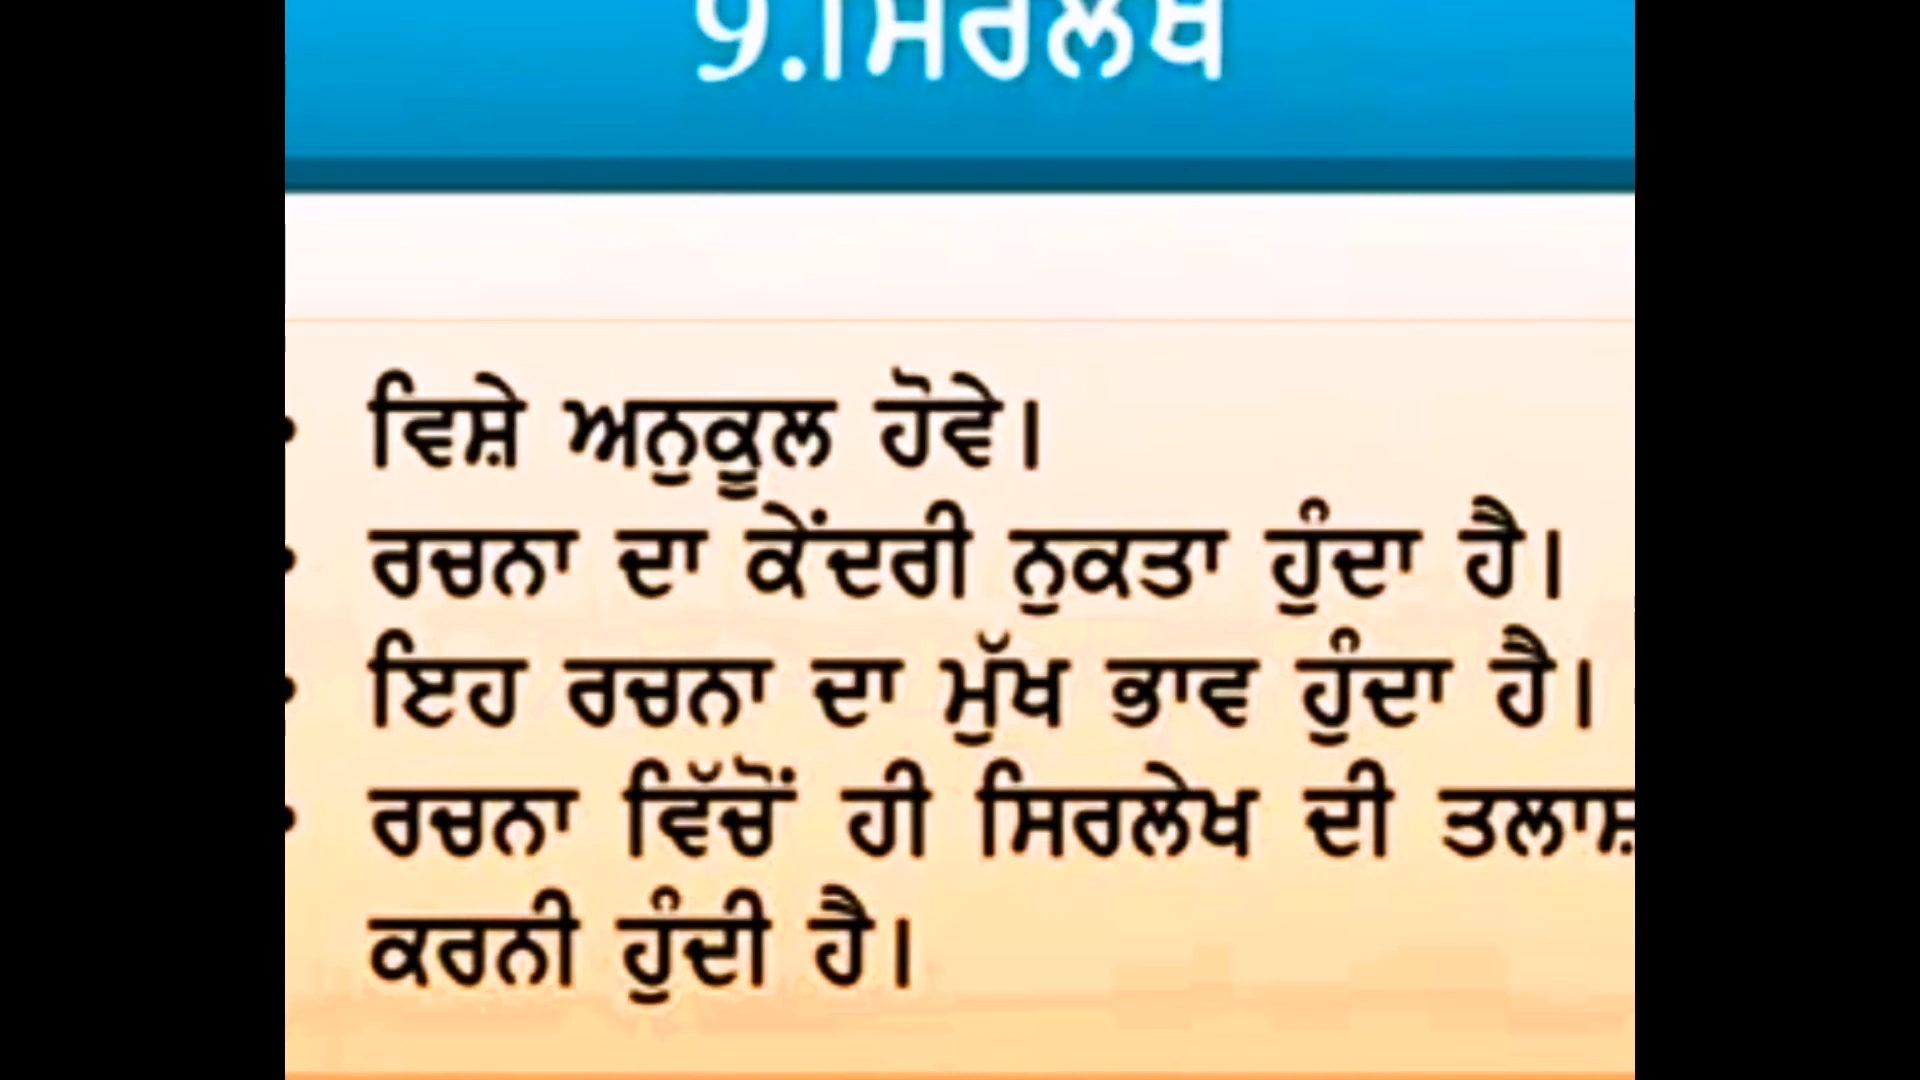 9.ਸਿਰਲੇਖ
ਵਿਸ਼ੇ ਅਨੁਕੂਲ ਹੋਵੇ।
ਰਚਨਾ ਦਾ ਕੇਂਦਰੀ ਨੁਕਤਾ ਹੁੰਦਾ ਹੈ।
ਇਹ ਰਚਨਾ ਦਾ ਮੁੱਖ ਭਾਵ ਹੁੰਦਾ ਹੈ।
ਰਚਨਾ ਵਿੱਚੋਂ ਹੀ ਸਿਰਲੇਖ ਦੀ ਤਲਾਸ਼
ਕਰਨੀ ਹੁੰਦੀ ਹੈ।